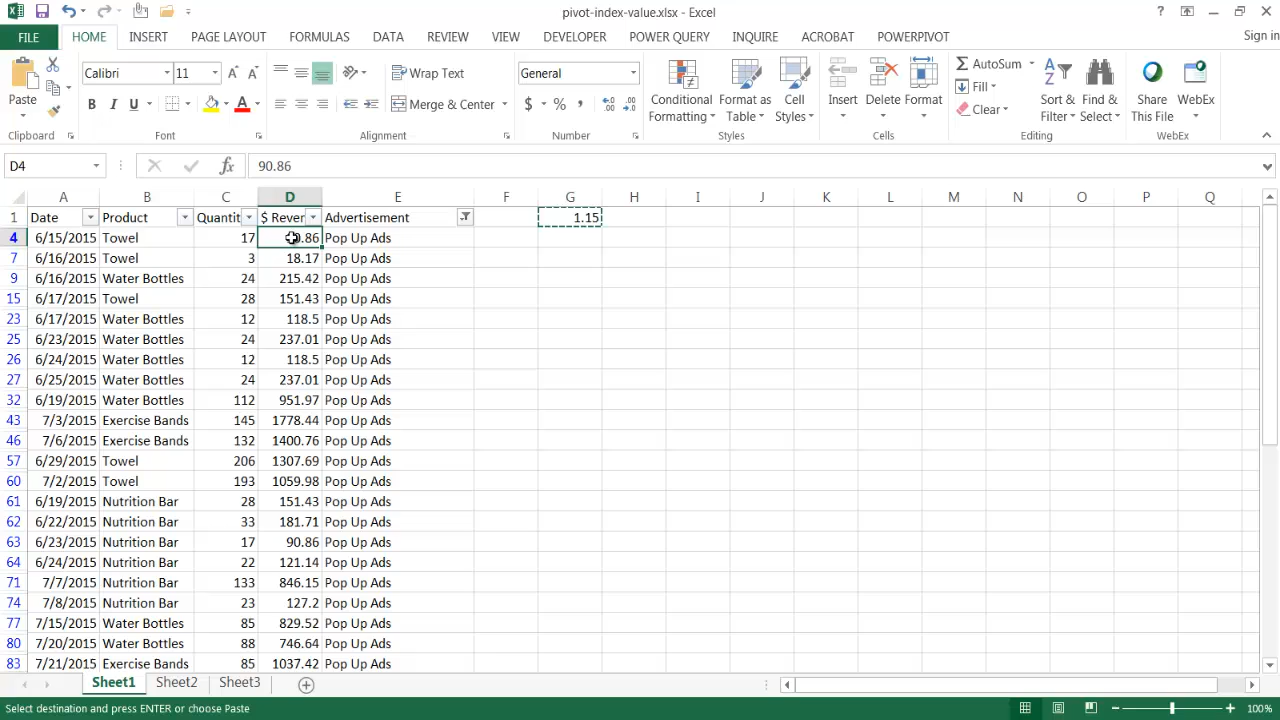 pivot-index-value.xlsx - Excel
Sign in
FILE HOME INSERT PAGE LAYOUT FORMULAS DATA REVIEW VIEW DEVELOPER POWER QUERY INQUIRE ACROBAT POWERPIVOT
Paste
Clipboard
Calibri 11
B I U
Font
Wrap Text
Merge & Center
Alignment
General
$ % ,
Number
Conditional Formatting
Format as Table
Cell Styles
Styles
Insert Delete Format
Cells
AutoSum
Fill
Clear
Sort & Filter
Find & Select
Editing
Share This File
WebEx
WebEx
D4 fx 90.86
A B C D E F G H I J K L M N O P Q
1 Date Product Quantit $ Rever Advertisement 1.15
4 6/15/2015 Towel 17 0.86 Pop Up Ads
7 6/16/2015 Towel 3 18.17 Pop Up Ads
9 6/16/2015 Water Bottles 24 215.42 Pop Up Ads
15 6/17/2015 Towel 28 151.43 Pop Up Ads
23 6/17/2015 Water Bottles 12 118.5 Pop Up Ads
25 6/23/2015 Water Bottles 24 237.01 Pop Up Ads
26 6/24/2015 Water Bottles 12 118.5 Pop Up Ads
27 6/25/2015 Water Bottles 24 237.01 Pop Up Ads
32 6/19/2015 Water Bottles 112 951.97 Pop Up Ads
43 7/3/2015 Exercise Bands 145 1778.44 Pop Up Ads
46 7/6/2015 Exercise Bands 132 1400.76 Pop Up Ads
57 6/29/2015 Towel 206 1307.69 Pop Up Ads
60 7/2/2015 Towel 193 1059.98 Pop Up Ads
61 6/19/2015 Nutrition Bar 28 151.43 Pop Up Ads
62 6/22/2015 Nutrition Bar 33 181.71 Pop Up Ads
63 6/23/2015 Nutrition Bar 17 90.86 Pop Up Ads
64 6/24/2015 Nutrition Bar 22 121.14 Pop Up Ads
71 7/7/2015 Nutrition Bar 133 846.15 Pop Up Ads
74 7/8/2015 Nutrition Bar 23 127.2 Pop Up Ads
77 7/15/2015 Water Bottles 85 829.52 Pop Up Ads
80 7/20/2015 Water Bottles 88 746.64 Pop Up Ads
83 7/21/2015 Exercise Bands 85 1037.42 Pop Up Ads
Sheet1 Sheet2 Sheet3
Select destination and press ENTER or choose Paste
100%